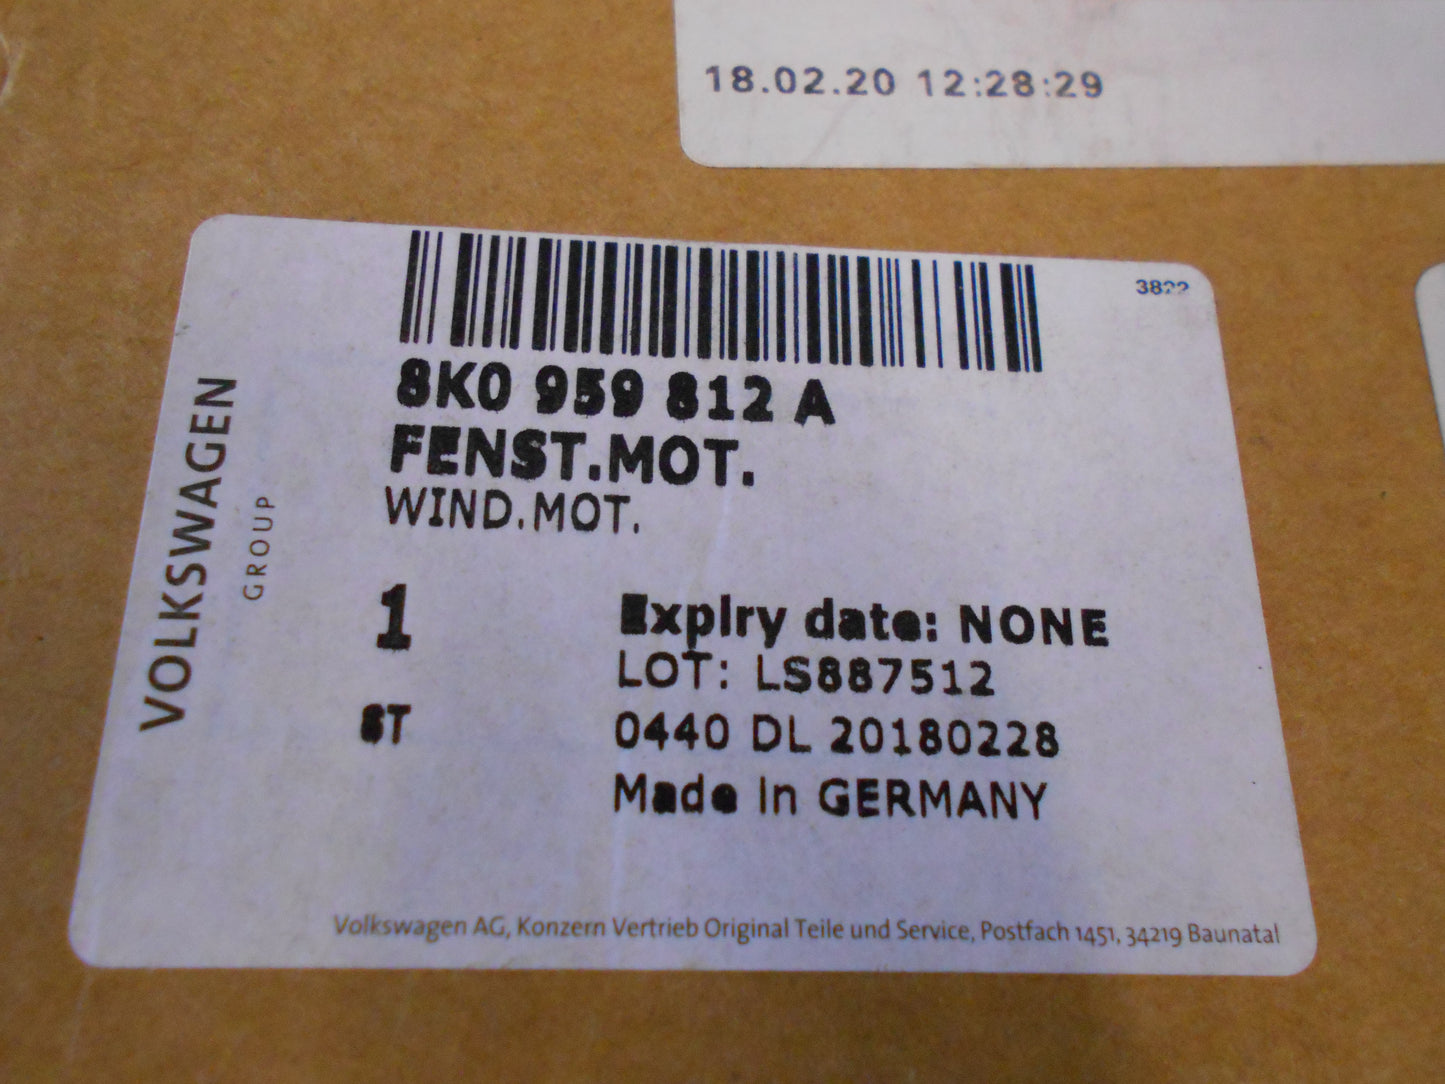 18.02.20 12:28:29
3822
8K0 959 812 A
FENST.MOT.
WIND.MOT.
VOLKSWAGEN
GROUP
1
ST
Expiry date: NONE
LOT: LS887512
0440 DL 20180228
Made in GERMANY
Volkswagen AG, Konzern Vertrieb Original Teile und Service, Postfach 1451, 34219 Baunatal